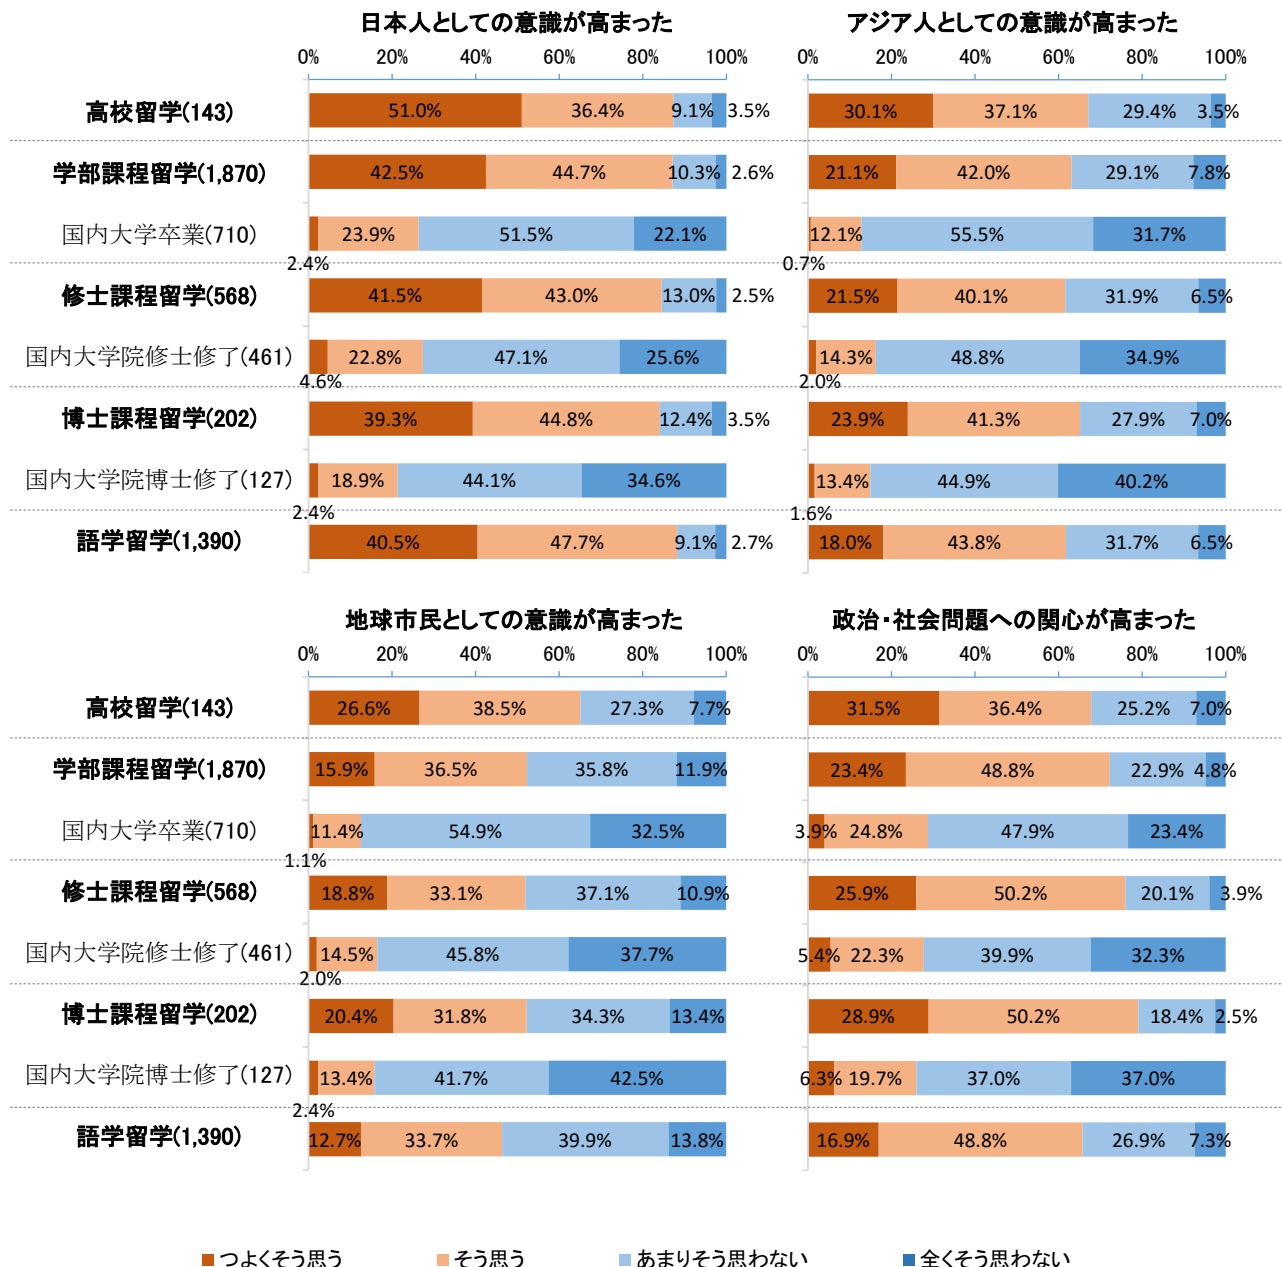 日本人としての意識が高まった アジア人としての意識が高まった
0% 20% 40% 60% 80% 100% 0% 20% 40% 60% 80% 100%
高校留学(143) 51.0% 36.4% 9.1% 3.5% 30.1% 37.1% 29.4% 3.5%
学部課程留学(1,870) 42.5% 44.7% 10.3% 2.6% 21.1% 42.0% 29.1% 7.8%
国内大学卒業(710) 23.9% 51.5% 22.1% 12.1% 55.5% 31.7%
2.4% 0.7%
修士課程留学(568) 41.5% 43.0% 13.0% 2.5% 21.5% 40.1% 31.9% 6.5%
国内大学院修士修了(461) 22.8% 47.1% 25.6% 14.3% 48.8% 34.9%
4.6% 2.0%
博士課程留学(202) 39.3% 44.8% 12.4% 3.5% 23.9% 41.3% 27.9% 7.0%
国内大学院博士修了(127) 18.9% 44.1% 34.6% 13.4% 44.9% 40.2%
2.4% 1.6%
語学留学(1,390) 40.5% 47.7% 9.1% 2.7% 18.0% 43.8% 31.7% 6.5%
地球市民としての意識が高まった 政治・社会問題への関心が高まった
0% 20% 40% 60% 80% 100% 0% 20% 40% 60% 80% 100%
高校留学(143) 26.6% 38.5% 27.3% 7.7% 31.5% 36.4% 25.2% 7.0%
学部課程留学(1,870) 15.9% 36.5% 35.8% 11.9% 23.4% 48.8% 22.9% 4.8%
国内大学卒業(710) 11.4% 54.9% 32.5% 3.9% 24.8% 47.9% 23.4%
1.1%
修士課程留学(568) 18.8% 33.1% 37.1% 10.9% 25.9% 50.2% 20.1% 3.9%
国内大学院修士修了(461) 14.5% 45.8% 37.7% 5.4% 22.3% 39.9% 32.3%
2.0%
博士課程留学(202) 20.4% 31.8% 34.3% 13.4% 28.9% 50.2% 18.4% 2.5%
国内大学院博士修了(127) 13.4% 41.7% 42.5% 6.3% 19.7% 37.0% 37.0%
2.4%
語学留学(1,390) 12.7% 33.7% 39.9% 13.8% 16.9% 48.8% 26.9% 7.3%
つよくそう思う そう思う あまりそう思わない 全くそう思わない